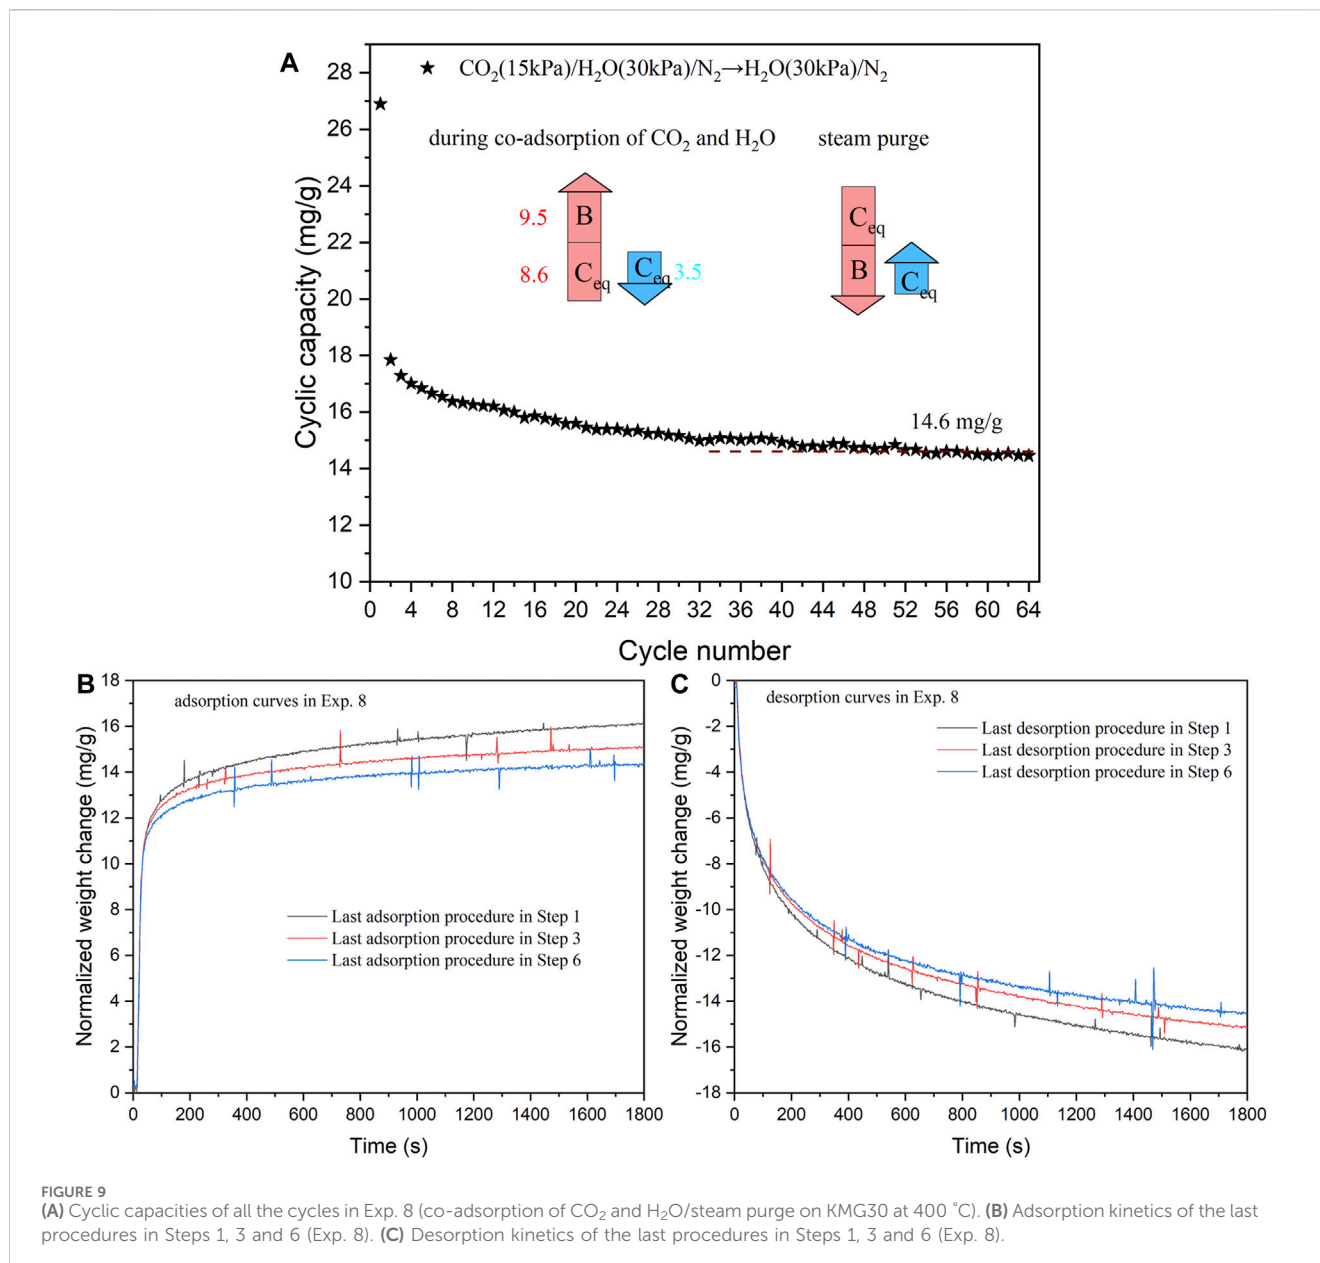 A
CO₂(15kPa)/H₂O(30kPa)/N₂→H₂O(30kPa)/N₂
during co-adsorption of CO₂ and H₂O
steam purge
9.5
B
8.6
C_eq
C_eq
3.5
C_eq
B
C_eq
14.6 mg/g
Cyclic capacity (mg/g)
28
26
24
22
20
18
16
14
12
10
0 4 8 12 16 20 24 28 32 36 40 44 48 52 56 60 64
Cycle number
B
adsorption curves in Exp. 8
Last adsorption procedure in Step 1
Last adsorption procedure in Step 3
Last adsorption procedure in Step 6
Normalized weight change (mg/g)
18
16
14
12
10
8
6
4
2
0
0 200 400 600 800 1000 1200 1400 1600 1800
Time (s)
C
desorption curves in Exp. 8
Last desorption procedure in Step 1
Last desorption procedure in Step 3
Last desorption procedure in Step 6
Normalized weight change (mg/g)
0
-2
-4
-6
-8
-10
-12
-14
-16
-18
0 200 400 600 800 1000 1200 1400 1600 1800
Time (s)
FIGURE 9
(A) Cyclic capacities of all the cycles in Exp. 8 (co-adsorption of CO₂ and H₂O/steam purge on KMG30 at 400 ˚C). (B) Adsorption kinetics of the last
procedures in Steps 1, 3 and 6 (Exp. 8). (C) Desorption kinetics of the last procedures in Steps 1, 3 and 6 (Exp. 8).